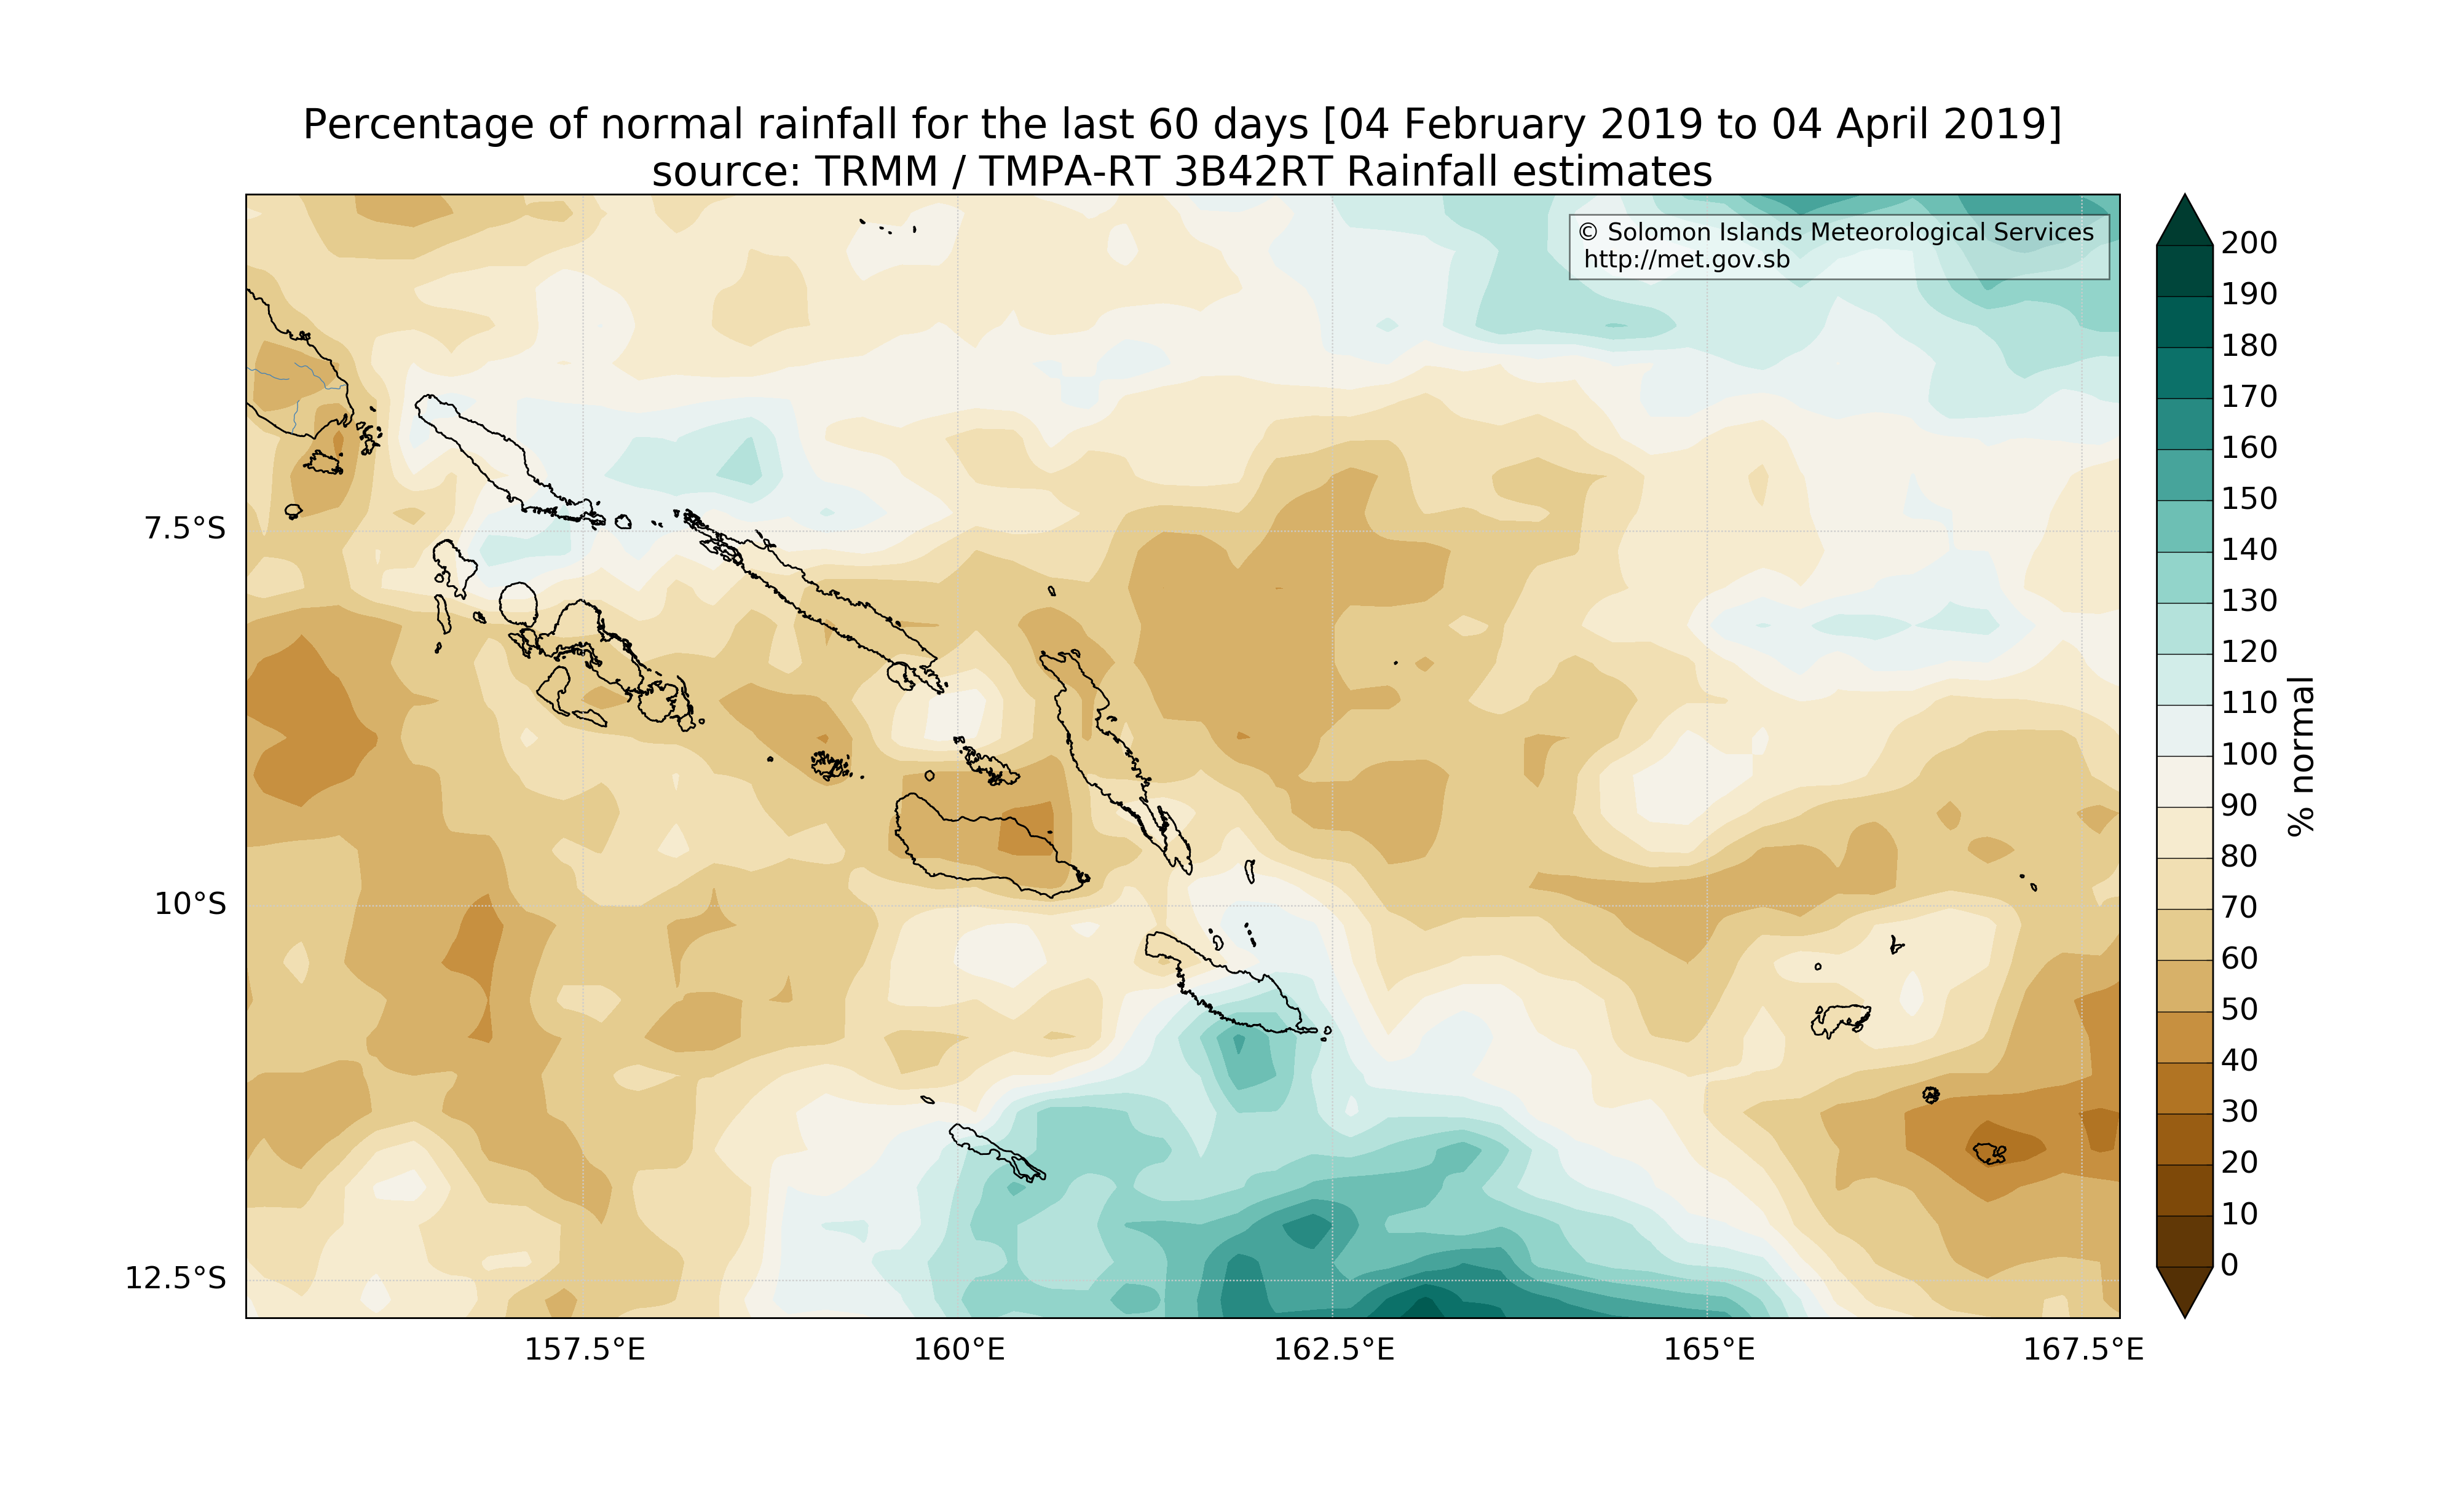 Percentage of normal rainfall for the last 60 days [04 February 2019 to 04 April 2019]
source: TRMM / TMPA-RT 3B42RT Rainfall estimates
© Solomon Islands Meteorological Services
http://met.gov.sb
7.5°S
10°S
12.5°S
157.5°E
160°E
162.5°E
165°E
167.5°E
200
190
180
170
160
150
140
130
120
110
100
90
80
70
60
50
40
30
20
10
0
% normal